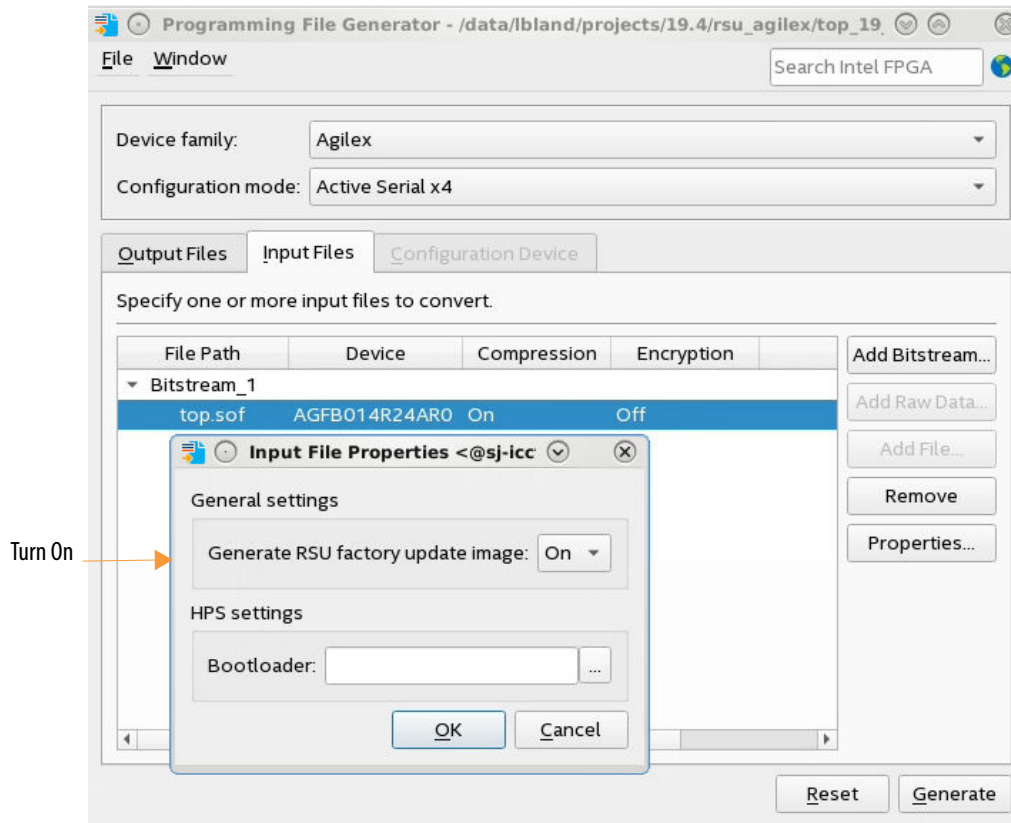 Programming File Generator - /data/lbland/projects/19.4/rsu_agilex/top_19.
File Window
Search Intel FPGA
Device family: Agilex
Configuration mode: Active Serial x4
Output Files Input Files Configuration Device
Specify one or more input files to convert.
File Path Device Compression Encryption
Add Bitstream...
Bitstream_1
top.sof AGFB014R24AR0 On Off
Add Raw Data...
Input File Properties <@sj-icc
Add File...
General settings
Remove
Turn On
Generate RSU factory update image: On
Properties...
HPS settings
Bootloader: ...
OK Cancel
Reset Generate